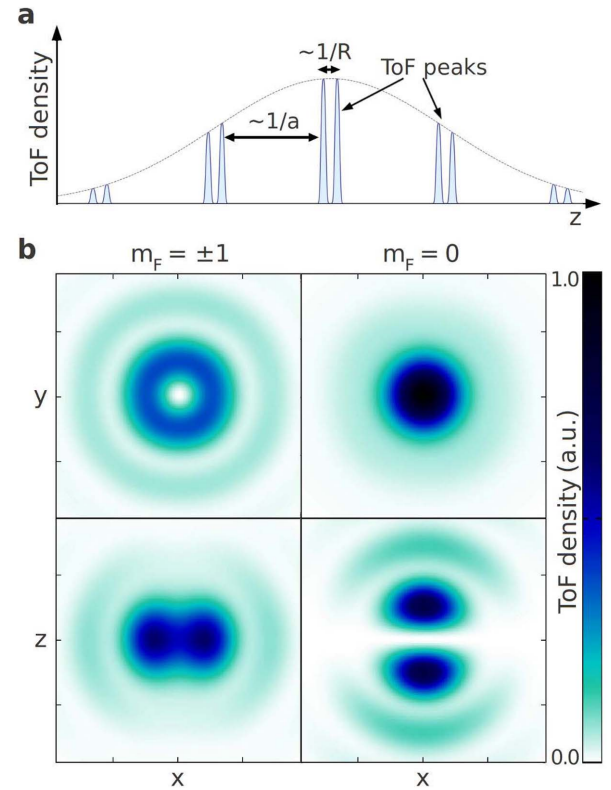 a
ToF density
~1/R
ToF peaks
~1/a
z
b
m_F = ±1
m_F = 0
1.0
y
z
ToF density (a.u.)
0.0
x
x